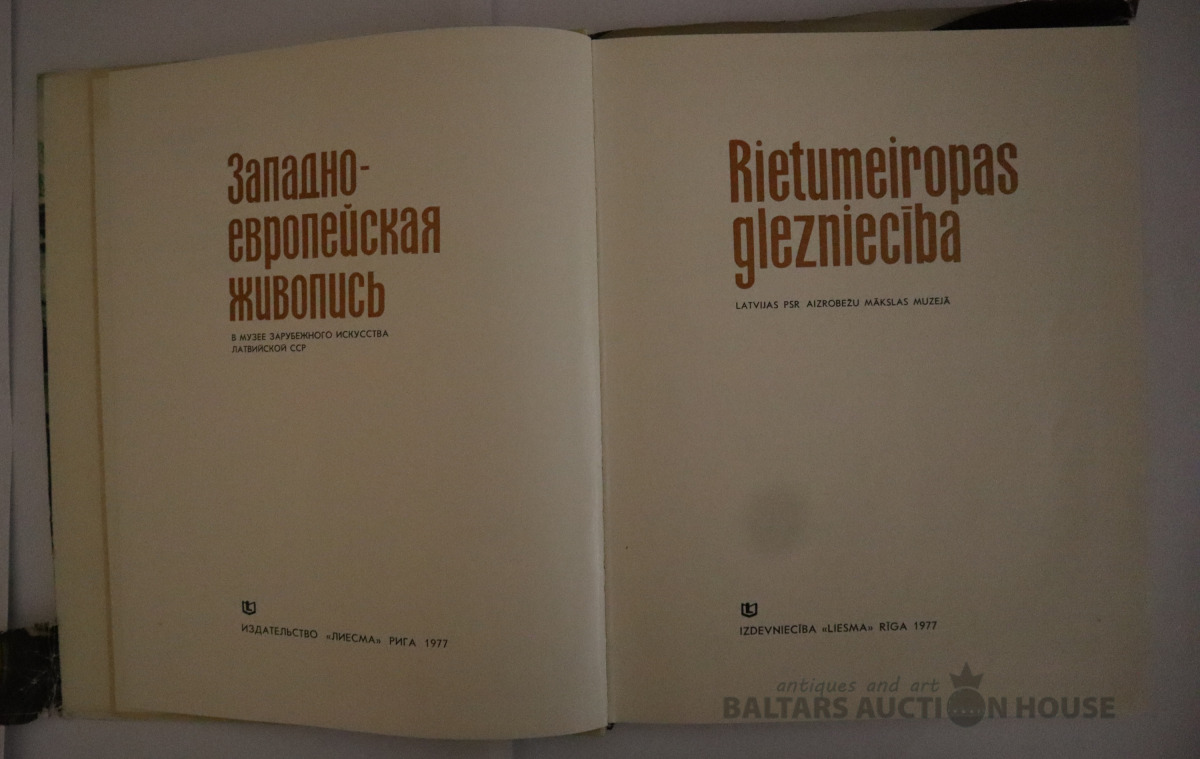 Западно-
европейская
живопись
В МУЗЕЕ ЗАРУБЕЖНОГО ИСКУССТВА
ЛАТВИЙСКОЙ ССР
ИЗДАТЕЛЬСТВО «ЛИЕСМА» РИГА 1977
Rietumeiropas
glezniecība
LATVIJAS PSR AIZROBEŽU MĀKSLAS MUZEJĀ
IZDEVNIECĪBA «LIESMA» RĪGA 1977
antiques and art
BALTARS AUCTION HOUSE